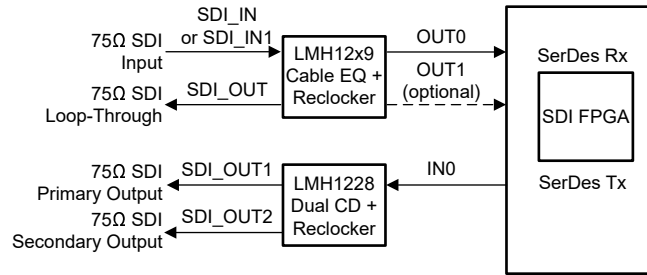 SDI_IN
or SDI_IN1
75Ω SDI
Input
LMH12x9
Cable EQ +
Reclocker
OUT0
OUT1
(optional)
SerDes Rx
75Ω SDI
Loop-Through
SDI_OUT
SDI FPGA
75Ω SDI
Primary Output
SDI_OUT1
LMH1228
Dual CD +
Reclocker
IN0
SerDes Tx
75Ω SDI
Secondary Output
SDI_OUT2